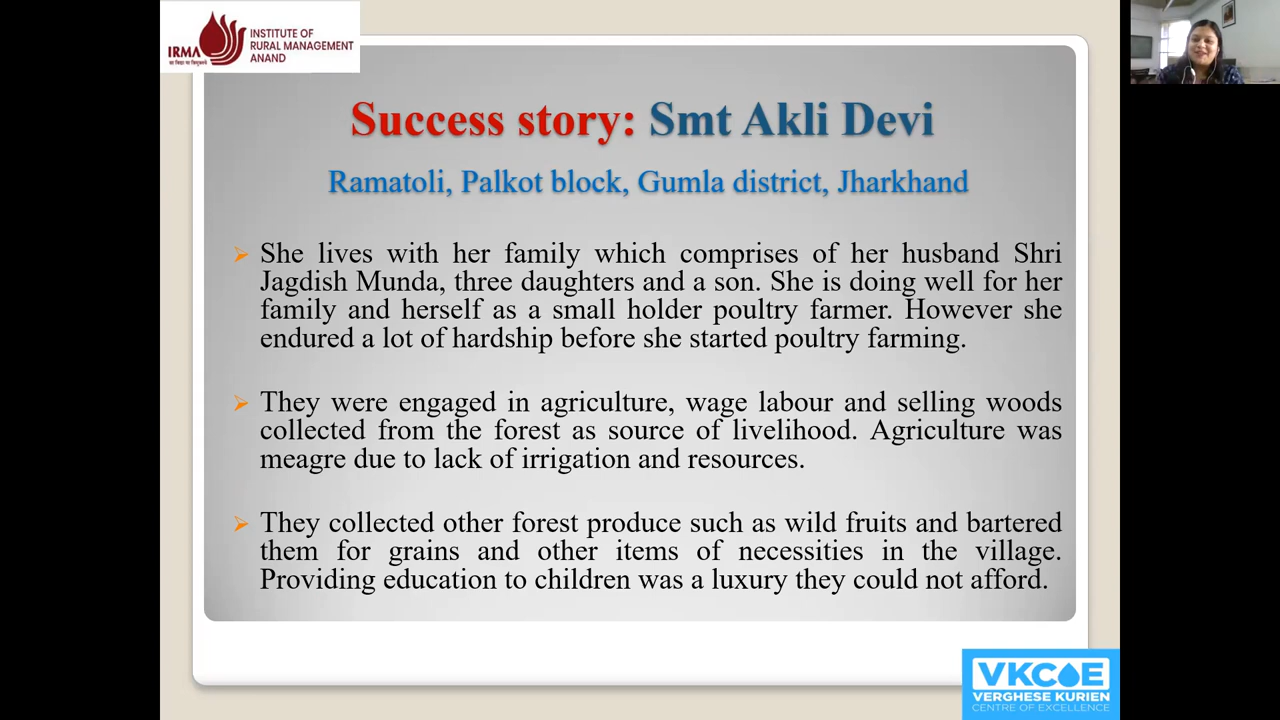 IRMA
INSTITUTE OF
RURAL MANAGEMENT
ANAND
Success story: Smt Akli Devi
Ramatoli, Palkot block, Gumla district, Jharkhand
She lives with her family which comprises of her husband Shri
Jagdish Munda, three daughters and a son. She is doing well for her
family and herself as a small holder poultry farmer. However she
endured a lot of hardship before she started poultry farming.
They were engaged in agriculture, wage labour and selling woods
collected from the forest as source of livelihood. Agriculture was
meagre due to lack of irrigation and resources.
They collected other forest produce such as wild fruits and bartered
them for grains and other items of necessities in the village.
Providing education to children was a luxury they could not afford.
VKCOE
VERGHESE KURIEN
CENTRE OF EXCELLENCE